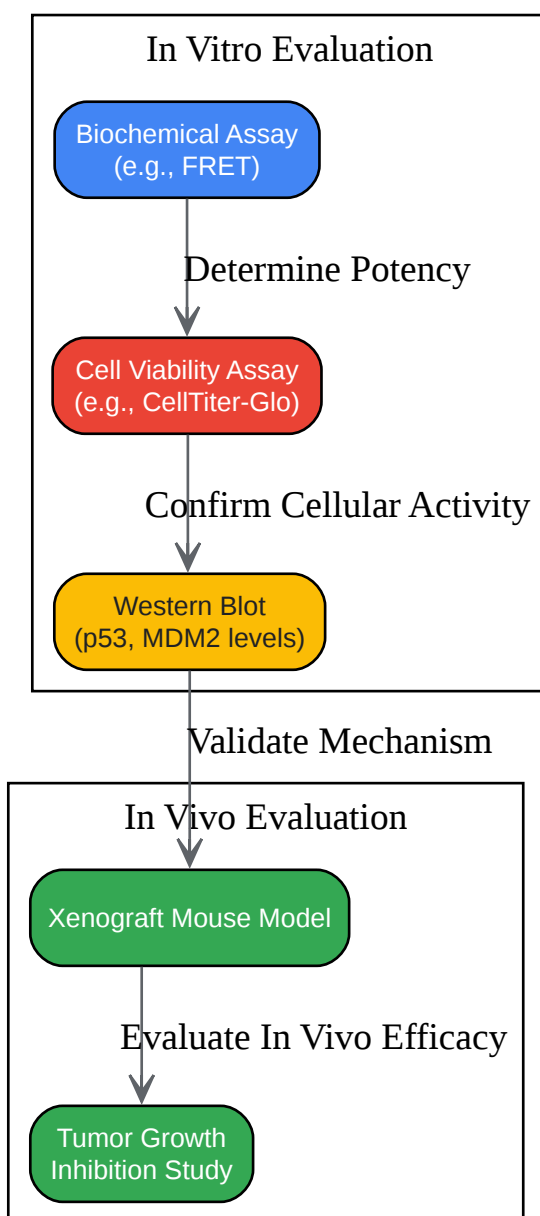 In Vitro Evaluation
Biochemical Assay
(e.g., FRET)
Determine Potency
Cell Viability Assay
(e.g., CellTiter-Glo)
Confirm Cellular Activity
Western Blot
(p53, MDM2 levels)
Validate Mechanism
In Vivo Evaluation
Xenograft Mouse Model
Evaluate In Vivo Efficacy
Tumor Growth
Inhibition Study